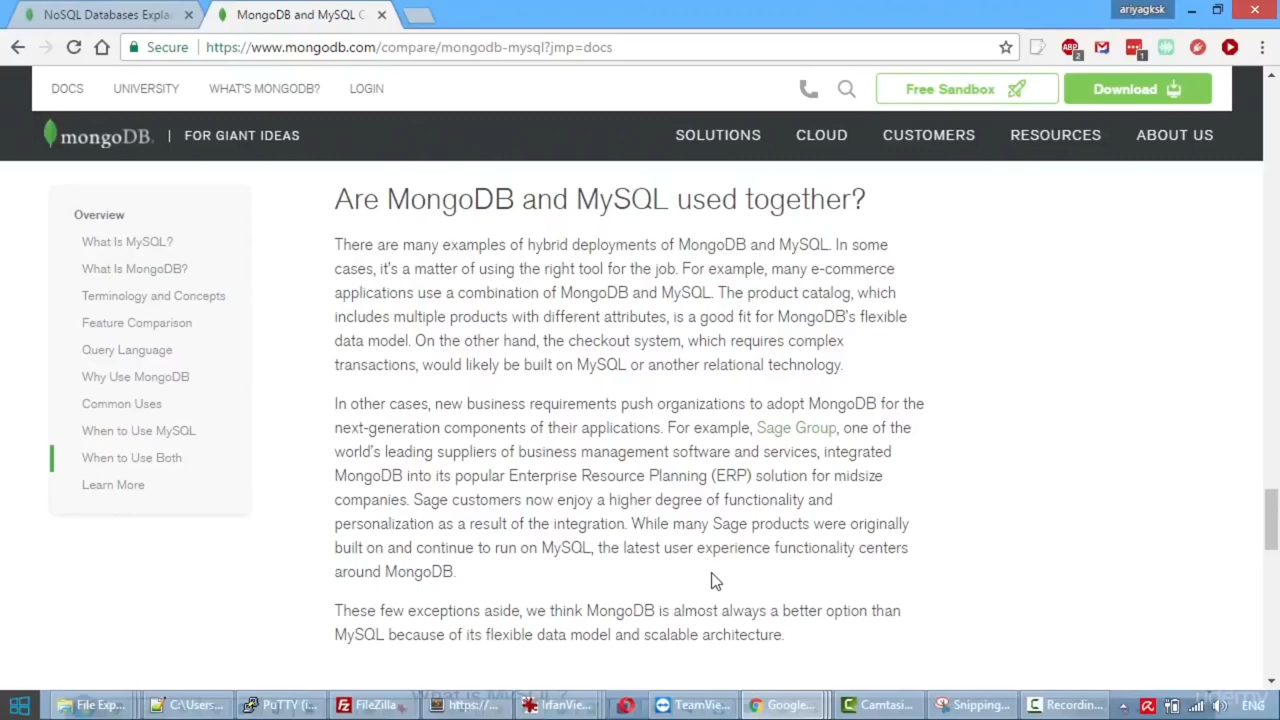 NoSQL Databases Expla
MongoDB and MySQL C
ariyagksk
Secure
https://www.mongodb.com/compare/mongodb-mysql?jmp=docs
ABP
2
1
DOCS
UNIVERSITY
WHAT'S MONGODB?
LOGIN
Free Sandbox
Download
mongoDB. | FOR GIANT IDEAS
SOLUTIONS
CLOUD
CUSTOMERS
RESOURCES
ABOUT US
Overview
What Is MySQL?
What Is MongoDB?
Terminology and Concepts
Feature Comparison
Query Language
Why Use MongoDB
Common Uses
When to Use MySQL
When to Use Both
Learn More
Are MongoDB and MySQL used together?
There are many examples of hybrid deployments of MongoDB and MySQL. In some
cases, it's a matter of using the right tool for the job. For example, many e-commerce
applications use a combination of MongoDB and MySQL. The product catalog, which
includes multiple products with different attributes, is a good fit for MongoDB's flexible
data model. On the other hand, the checkout system, which requires complex
transactions, would likely be built on MySQL or another relational technology.
In other cases, new business requirements push organizations to adopt MongoDB for the
next-generation components of their applications. For example, Sage Group, one of the
world's leading suppliers of business management software and services, integrated
MongoDB into its popular Enterprise Resource Planning (ERP) solution for midsize
companies. Sage customers now enjoy a higher degree of functionality and
personalization as a result of the integration. While many Sage products were originally
built on and continue to run on MySQL, the latest user experience functionality centers
around MongoDB.
These few exceptions aside, we think MongoDB is almost always a better option than
MySQL because of its flexible data model and scalable architecture.
File Exp...
C:\Users...
PuTTY (i...
FileZilla
https://...
IrfanVie...
TeamVie...
Google...
Camtasi...
Snipping...
Recordin...
ENG
udemy